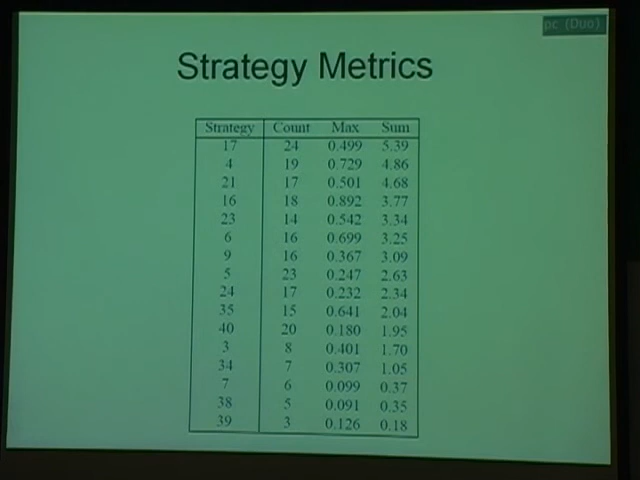 pc (Duo)
Strategy Metrics
Strategy Count Max Sum
17 24 0.499 5.39
4 19 0.729 4.86
21 17 0.501 4.68
16 18 0.892 3.77
23 14 0.542 3.34
6 16 0.699 3.25
9 16 0.367 3.09
5 23 0.247 2.63
24 17 0.232 2.34
35 15 0.641 2.04
40 20 0.180 1.95
3 8 0.401 1.70
34 7 0.307 1.05
7 6 0.099 0.37
38 5 0.091 0.35
39 3 0.126 0.18